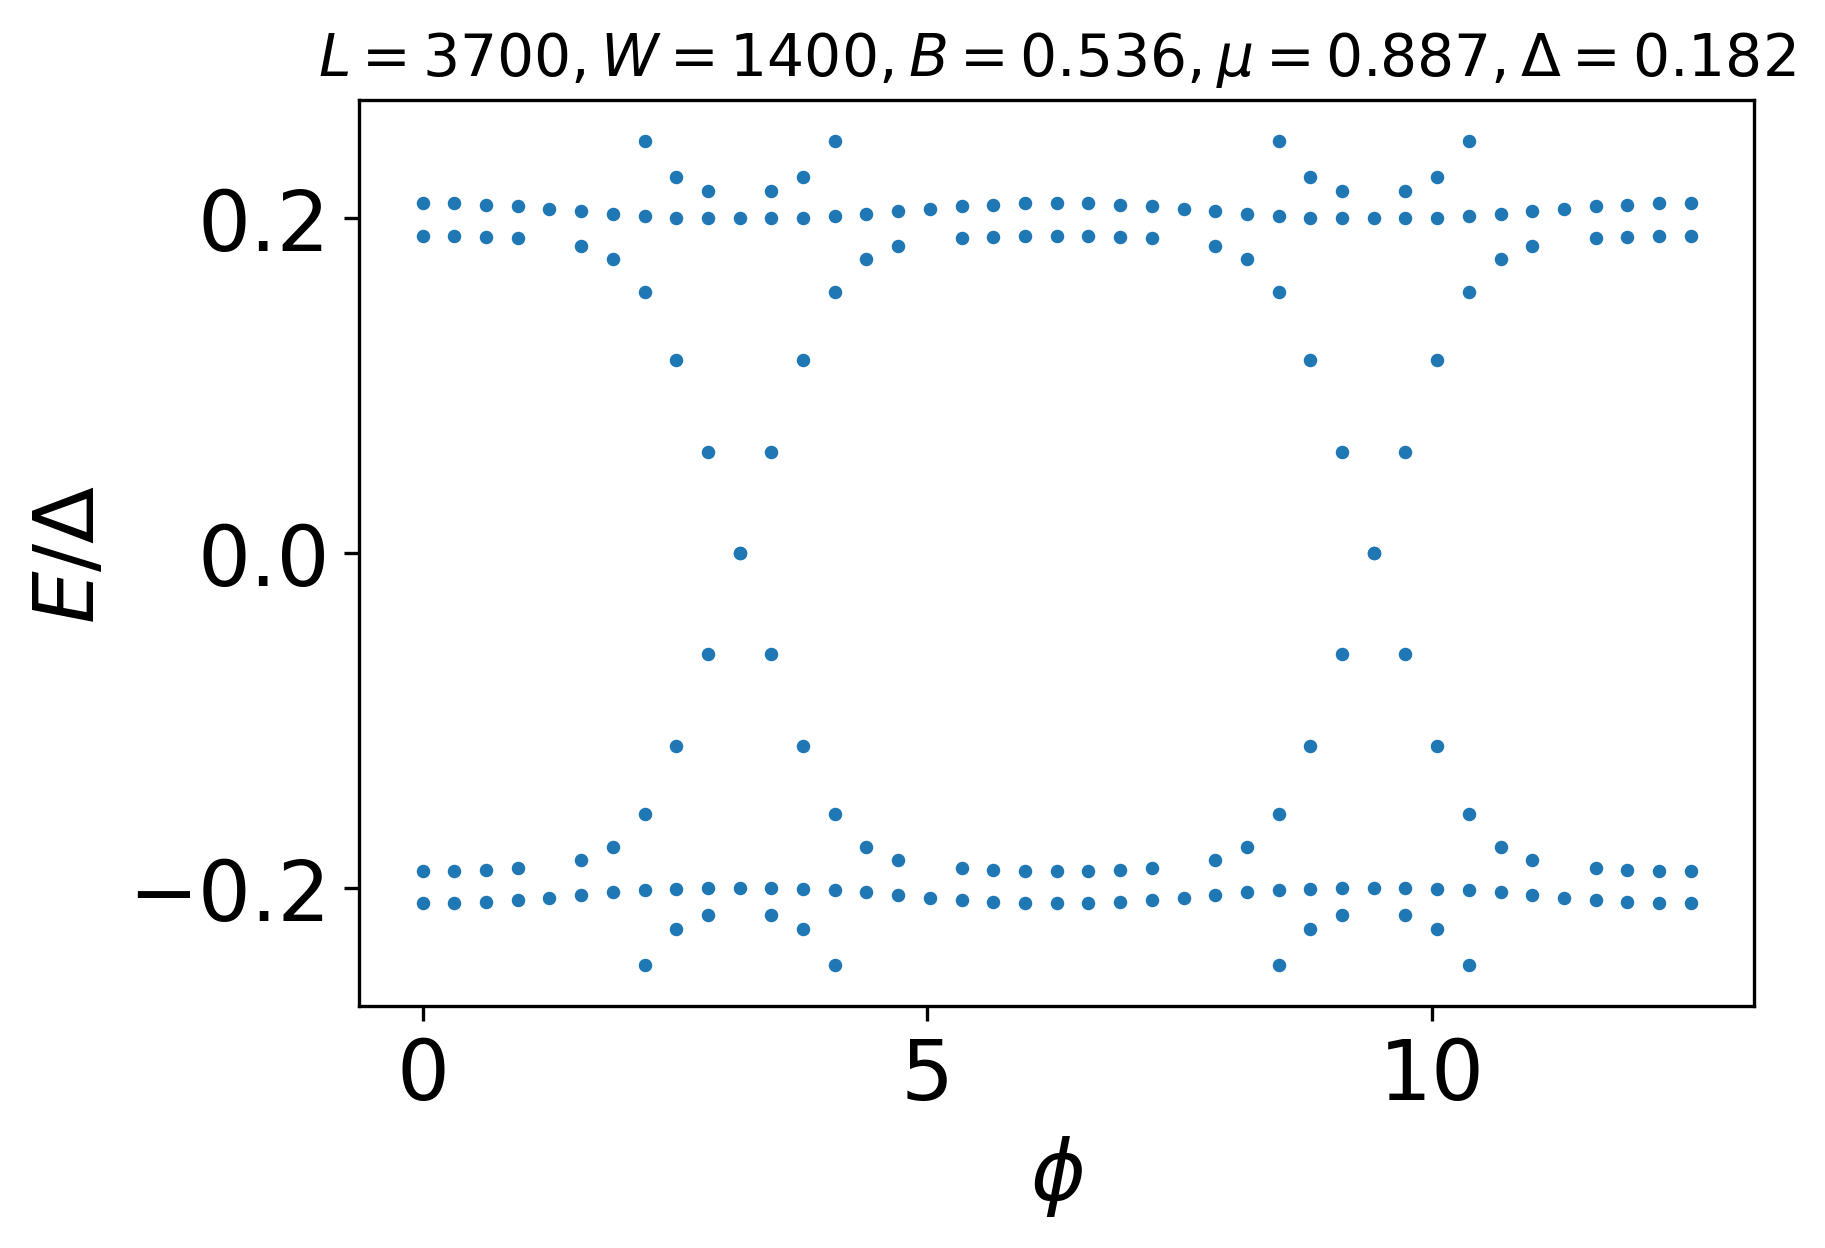 L = 3700, W = 1400, B = 0.536, μ = 0.887, Δ = 0.182
E/Δ
0.2
0.0
−0.2
0 5 10
ϕ